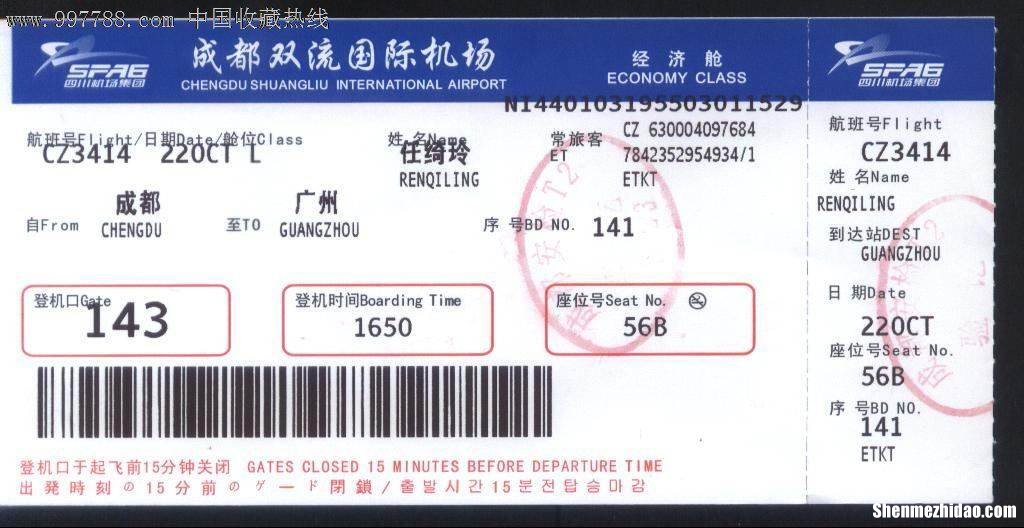 www.997788.com 中国收藏热线
SPAG
四川机场集团
成都双流国际机场
CHENGDU SHUANGLIU INTERNATIONAL AIRPORT
经济舱
ECONOMY CLASS
SPAG
四川机场集团
NI440103195503011529
航班号Flight/日期Date/舱位Class
CZ3414 22OCT L
姓 名Name
任绮玲
RENQILING
常旅客
CZ 630004097684
ET 7842352954934/1
ETKT
自From
成都
CHENGDU
至TO
广州
GUANGZHOU
序 号BD NO. 141
登机口Gate
143
登机时间Boarding Time
1650
座位号Seat No.
56B
登机口于起飞前15分钟关闭 GATES CLOSED 15 MINUTES BEFORE DEPARTURE TIME
出発時刻の15分前のゲード閉鎖/출발시간15분전탑승마감
航班号Flight
CZ3414
姓 名Name
RENQILING
到达站DEST
GUANGZHOU
日 期Date
22OCT
座位号Seat No.
56B
序 号BD NO.
141
ETKT
Shenmezhidao.com